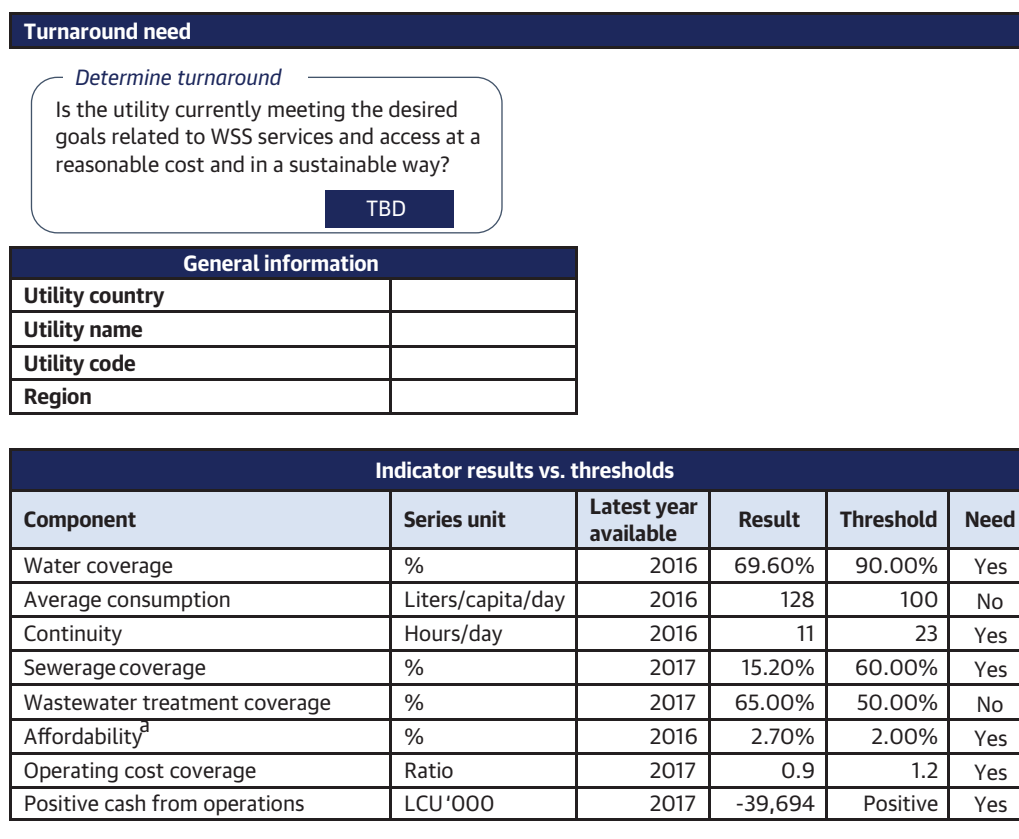 Turnaround need
Determine turnaround
Is the utility currently meeting the desired
goals related to WSS services and access at a
reasonable cost and in a sustainable way?
TBD
General information
Utility country
Utility name
Utility code
Region
Indicator results vs. thresholds
Component Series unit Latest year available Result Threshold Need
Water coverage % 2016 69.60% 90.00% Yes
Average consumption Liters/capita/day 2016 128 100 No
Continuity Hours/day 2016 11 23 Yes
Sewerage coverage % 2017 15.20% 60.00% Yes
Wastewater treatment coverage % 2017 65.00% 50.00% No
Affordabilityᵃ % 2016 2.70% 2.00% Yes
Operating cost coverage Ratio 2017 0.9 1.2 Yes
Positive cash from operations LCU '000 2017 -39,694 Positive Yes